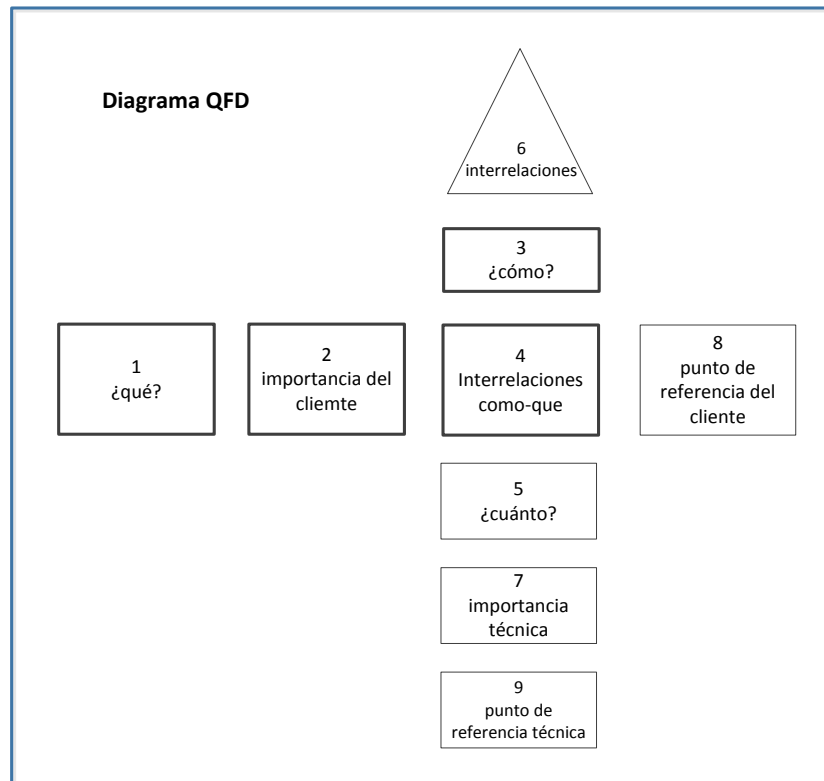 Diagrama QFD
6
interrelaciones
3
¿cómo?
1
¿qué?
2
importancia del
cliemte
4
Interrelaciones
como-que
8
punto de
referencia del
cliente
5
¿cuánto?
7
importancia
técnica
9
punto de
referencia técnica